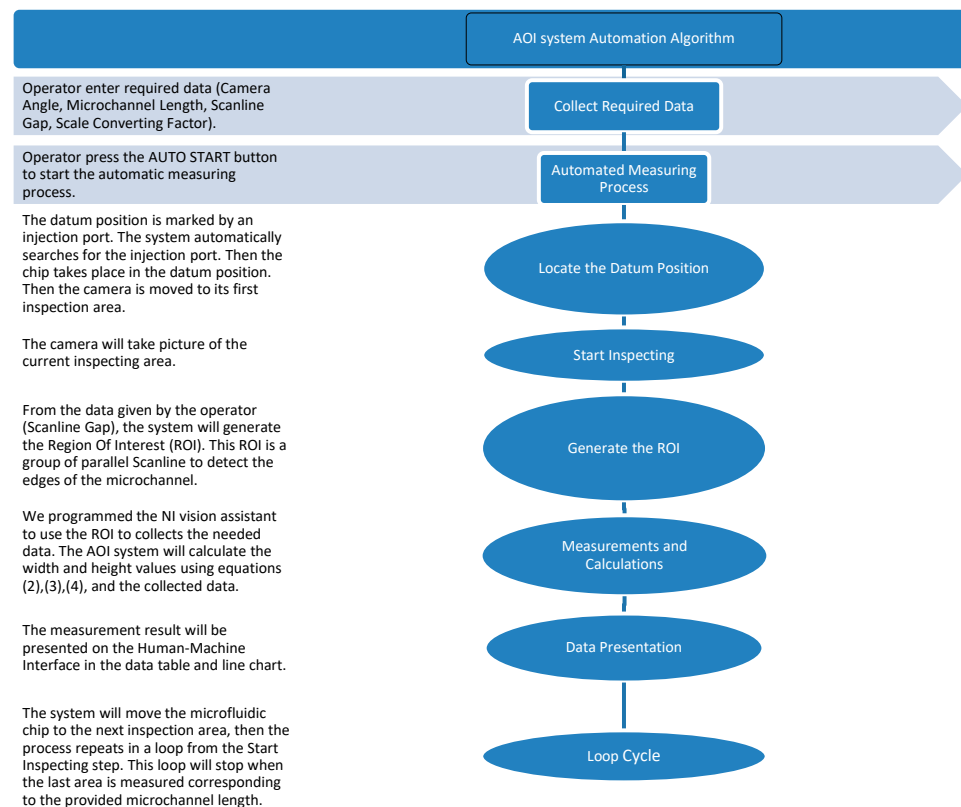 AOI system Automation Algorithm
Operator enter required data (Camera
Angle, Microchannel Length, Scanline
Gap, Scale Converting Factor).
Collect Required Data
Operator press the AUTO START button
to start the automatic measuring
process.
Automated Measuring
Process
The datum position is marked by an
injection port. The system automatically
searches for the injection port. Then the
chip takes place in the datum position.
Then the camera is moved to its first
inspection area.
Locate the Datum Position
The camera will take picture of the
current inspecting area.
Start Inspecting
From the data given by the operator
(Scanline Gap), the system will generate
the Region Of Interest (ROI). This ROI is a
group of parallel Scanline to detect the
edges of the microchannel.
Generate the ROI
We programmed the NI vision assistant
to use the ROI to collects the needed
data. The AOI system will calculate the
width and height values using equations
(2),(3),(4), and the collected data.
Measurements and
Calculations
The measurement result will be
presented on the Human-Machine
Interface in the data table and line chart.
Data Presentation
The system will move the microfluidic
chip to the next inspection area, then the
process repeats in a loop from the Start
Inspecting step. This loop will stop when
the last area is measured corresponding
to the provided microchannel length.
Loop Cycle